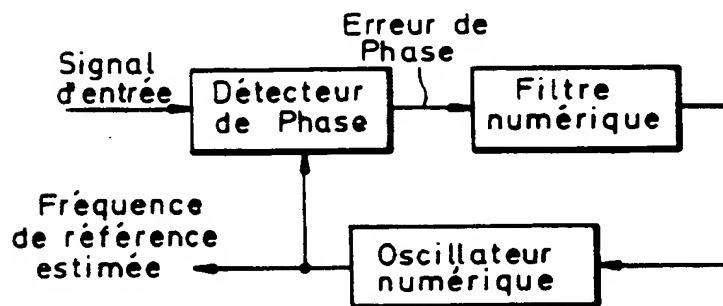 Signal
d'entrée
Détecteur
de Phase
Erreur de
Phase
Filtre
numérique
Fréquence
de référence
estimée
Oscillateur
numérique